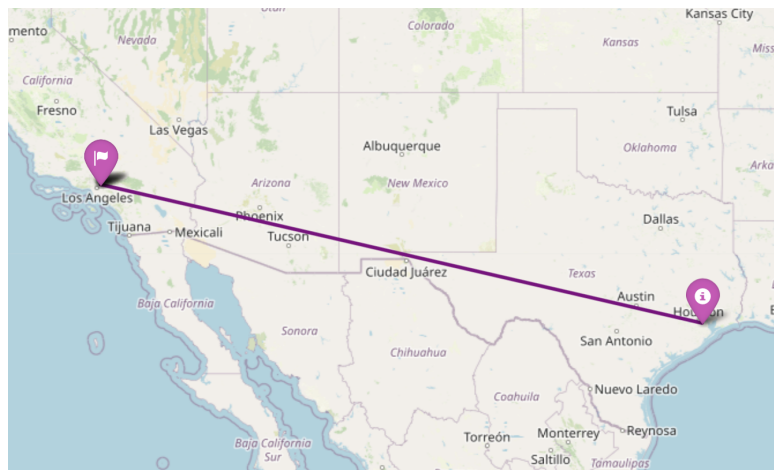 Kansas City
Utah
mento
Nevada
Colorado
Kansas
Miss
California
Fresno
Las Vegas
Tulsa
Albuquerque
Oklahoma
Arka
Arizona
New Mexico
Los Angeles
Phoenix
Dallas
Tijuana
Mexicali
Tucson
Ciudad Juárez
Texas
Austin
Baja California
Houston
Sonora
San Antonio
Chihuahua
Nuevo Laredo
Coahuila
Reynosa
Torreón
Monterrey
Baja California
Sur
Saltillo
Tamaulipas